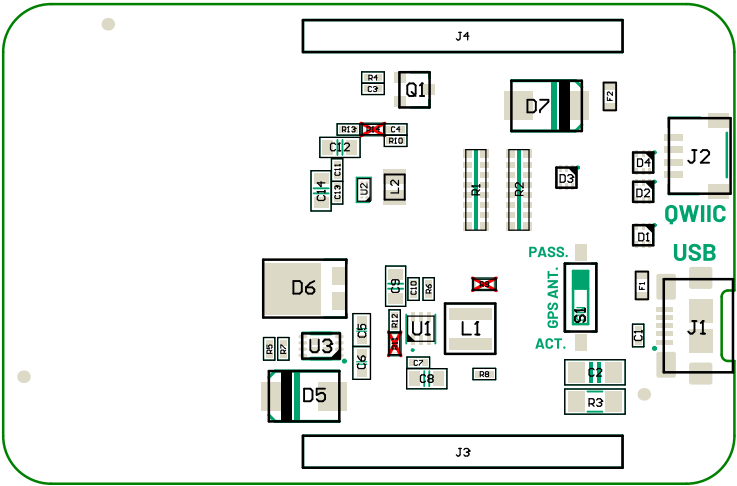 J4
R4
C3
Q1
D7
F2
R13
C4
R10
C12
J2
D4
C11
C14
C13
U2
L2
R1
R2
D3
D2
QWIIC
D1
PASS.
USB
D6
C9
C10
R6
GPS ANT.
S1
F1
J1
R12
U1
L1
C5
C1
R5
R7
U3
ACT.
C6
C7
C8
R8
C2
D5
R3
J3